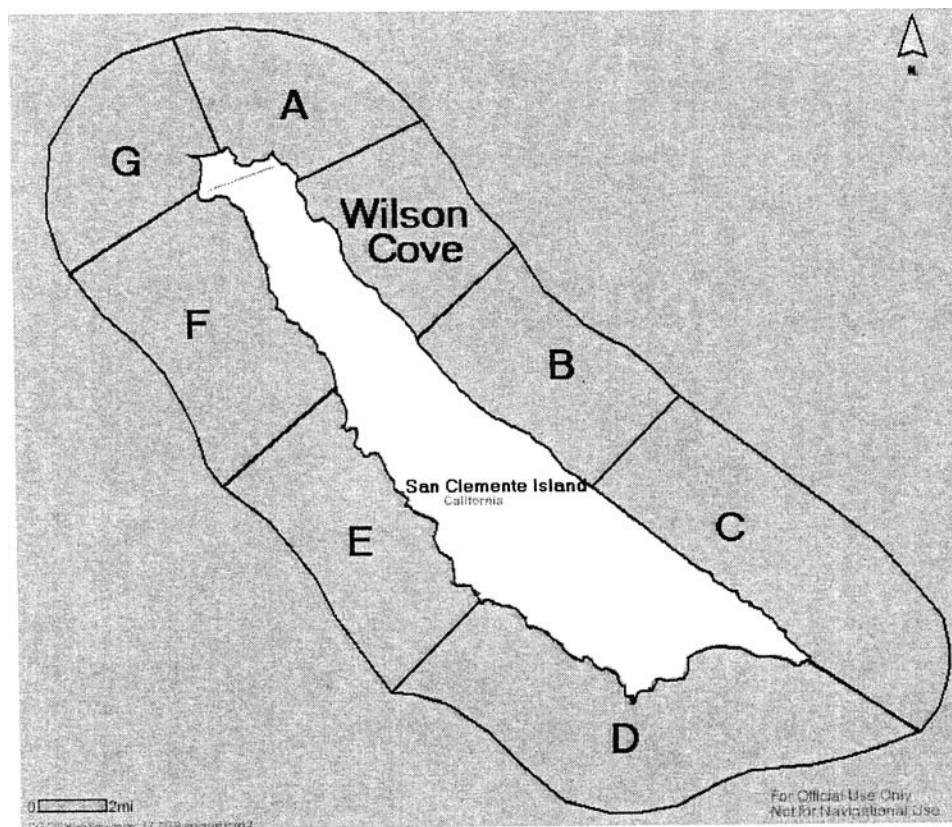 N
A
G
Wilson
Cove
F
B
San Clemente Island
California
C
E
D
0 2mi
For Official Use Only
Not for Navigational Use